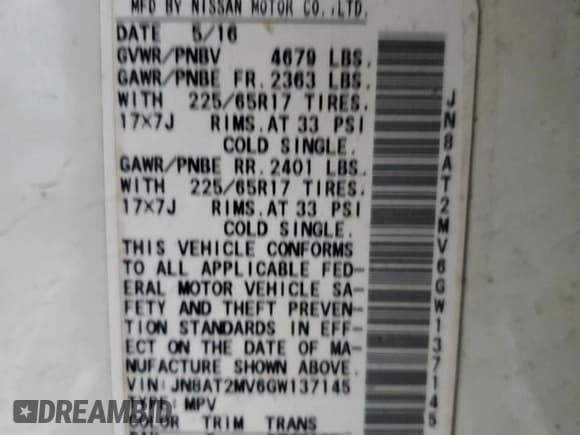 MFD BY NISSAN MOTOR CO.,LTD.
DATE 5/16
GVWR/PNBV 4679 LBS.
GAWR/PNBE FR. 2363 LBS.
WITH 225/65R17 TIRES.
17×7J RIMS.AT 33 PSI
COLD SINGLE.
GAWR/PNBE RR. 2401 LBS.
WITH 225/65R17 TIRES.
17×7J RIMS.AT 33 PSI
COLD SINGLE.
THIS VEHICLE CONFORMS
TO ALL APPLICABLE FED-
ERAL MOTOR VEHICLE SA-
FETY AND THEFT PREVEN-
TION STANDARDS IN EFF-
ECT ON THE DATE OF MA-
NUFACTURE SHOWN ABOVE.
VIN:JN8AT2MV6GW137145
TYPE:MPV
COLOR TRIM TRANS
JN8AT2MV6GW137145
DREAMBID